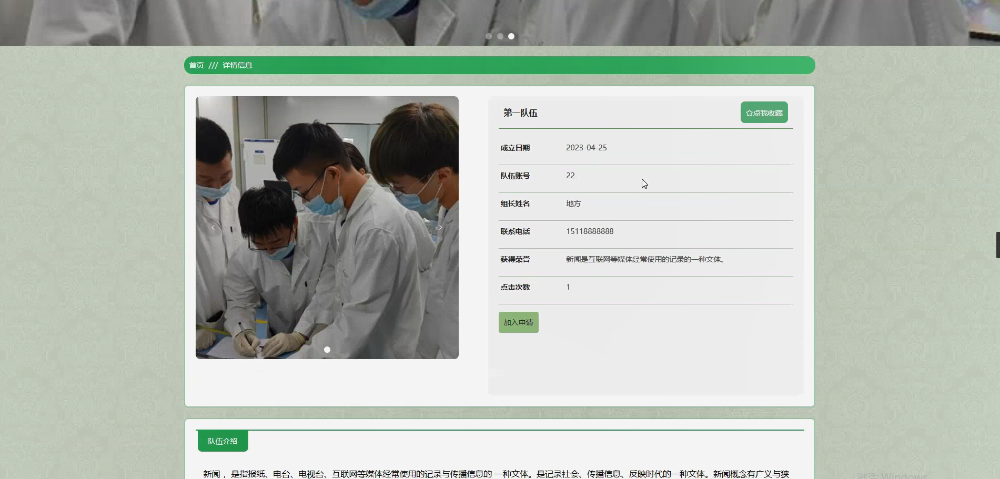 首页 /// 详情信息
第一队伍
☆点我收藏
成立日期 2023-04-25
队伍账号 22
组长姓名 地方
联系电话 15118888888
获得荣誉 新闻是互联网等媒体经常使用的记录的一种文体。
点击次数 1
加入申请
队伍介绍
新闻， 是指报纸、电台、电视台、互联网等媒体经常使用的记录与传播信息的 一种文体。是记录社会、传播信息、反映时代的一种文体。新闻概念有广义与狭
激活 Windows